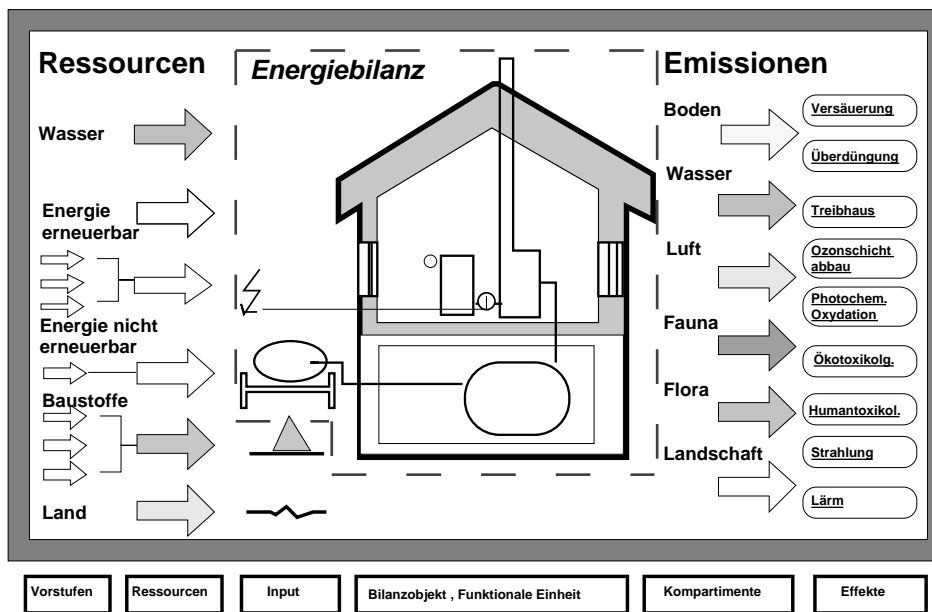 Ressourcen
Energiebilanz
Emissionen
Wasser
Energie
erneuerbar
Energie nicht
erneuerbar
Baustoffe
Land
Boden
Wasser
Luft
Fauna
Flora
Landschaft
Versäuerung
Überdüngung
Treibhaus
Ozonschicht
abbau
Photochem.
Oxydation
Ökotoxikolg.
Humantoxikol.
Strahlung
Lärm
Vorstufen
Ressourcen
Input
Bilanzobjekt , Funktionale Einheit
Kompartimente
Effekte